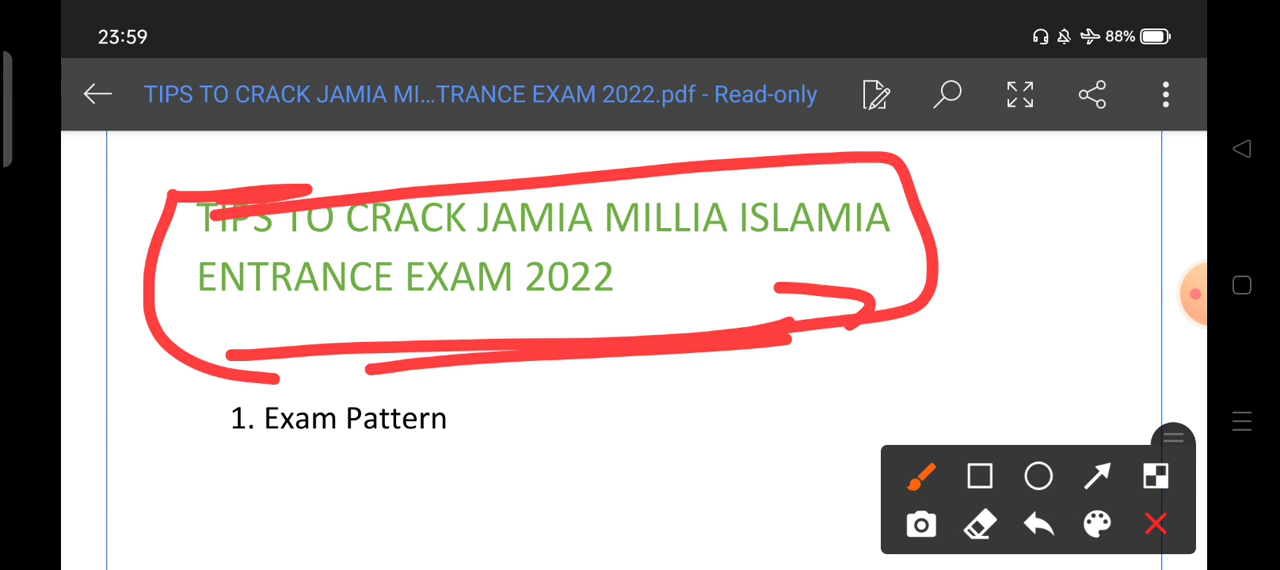 23:59
88%
TIPS TO CRACK JAMIA MI...TRANCE EXAM 2022.pdf - Read-only
TIPS TO CRACK JAMIA MILLIA ISLAMIA
ENTRANCE EXAM 2022
1. Exam Pattern